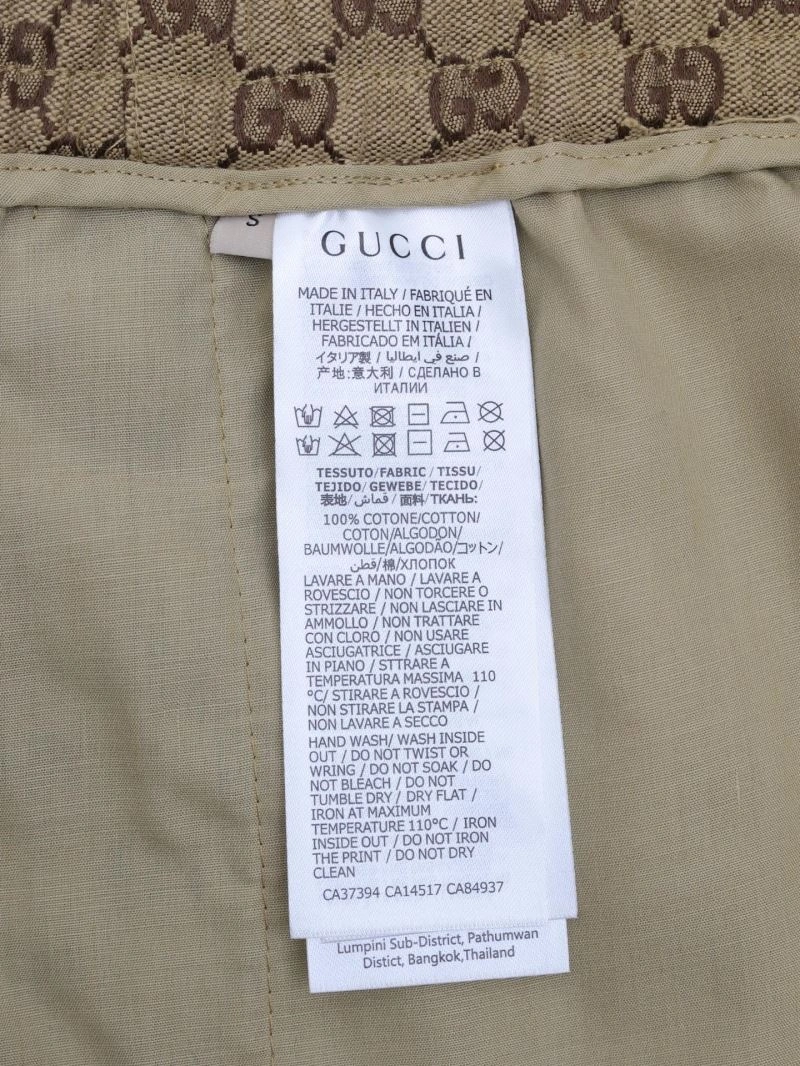 S
GUCCI
MADE IN ITALY / FABRIQUÉ EN
ITALIE / HECHO EN ITALIA /
HERGESTELLT IN ITALIEN /
FABRICADO EM ITÁLIA /
イタリア製 / صنع في ايطاليا /
产地:意大利 / СДЕЛАНО В
ИТАЛИИ
TESSUTO/FABRIC / TISSU/
TEJIDO/ GEWEBE/ TECIDO/
表地/ قماش/ 面料/ТКАНЬ:
100% COTONE/COTTON/
COTON/ALGODON/
BAUMWOLLE/ALGODÃO/コットン/
قطن/棉/ХЛОПОК
LAVARE A MANO / LAVARE A
ROVESCIO / NON TORCERE O
STRIZZARE / NON LASCIARE IN
AMMOLLO / NON TRATTARE
CON CLORO / NON USARE
ASCIUGATRICE / ASCIUGARE
IN PIANO / STTRARE A
TEMPERATURA MASSIMA 110
°C/ STIRARE A ROVESCIO /
NON STIRARE LA STAMPA /
NON LAVARE A SECCO
HAND WASH/ WASH INSIDE
OUT / DO NOT TWIST OR
WRING / DO NOT SOAK / DO
NOT BLEACH / DO NOT
TUMBLE DRY / DRY FLAT /
IRON AT MAXIMUM
TEMPERATURE 110°C / IRON
INSIDE OUT / DO NOT IRON
THE PRINT / DO NOT DRY
CLEAN
CA37394 CA14517 CA84937
Lumpini Sub-District, Pathumwan
Distict, Bangkok,Thailand